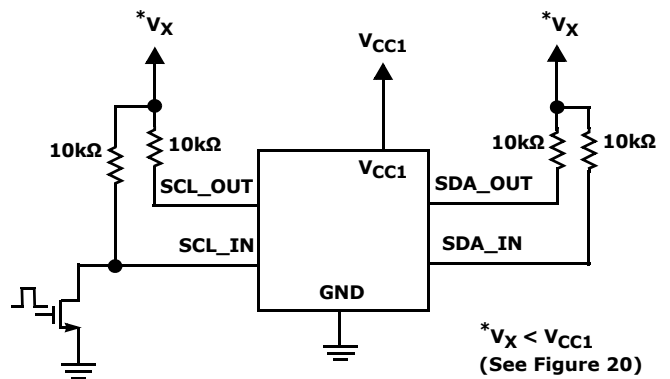 *VX
VCC1
*VX
10kΩ
10kΩ
10kΩ
10kΩ
VCC1
SCL_OUT
SDA_OUT
SCL_IN
SDA_IN
GND
*VX < VCC1
(See Figure 20)